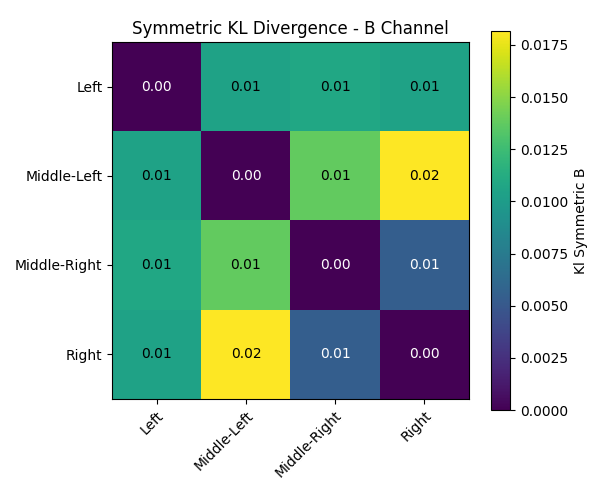 Symmetric KL Divergence - B Channel
Left 0.00 0.01 0.01 0.01
Middle-Left 0.01 0.00 0.01 0.02
Middle-Right 0.01 0.01 0.00 0.01
Right 0.01 0.02 0.01 0.00
Left Middle-Left Middle-Right Right
0.0175
0.0150
0.0125
0.0100
0.0075
0.0050
0.0025
0.0000
Kl Symmetric B